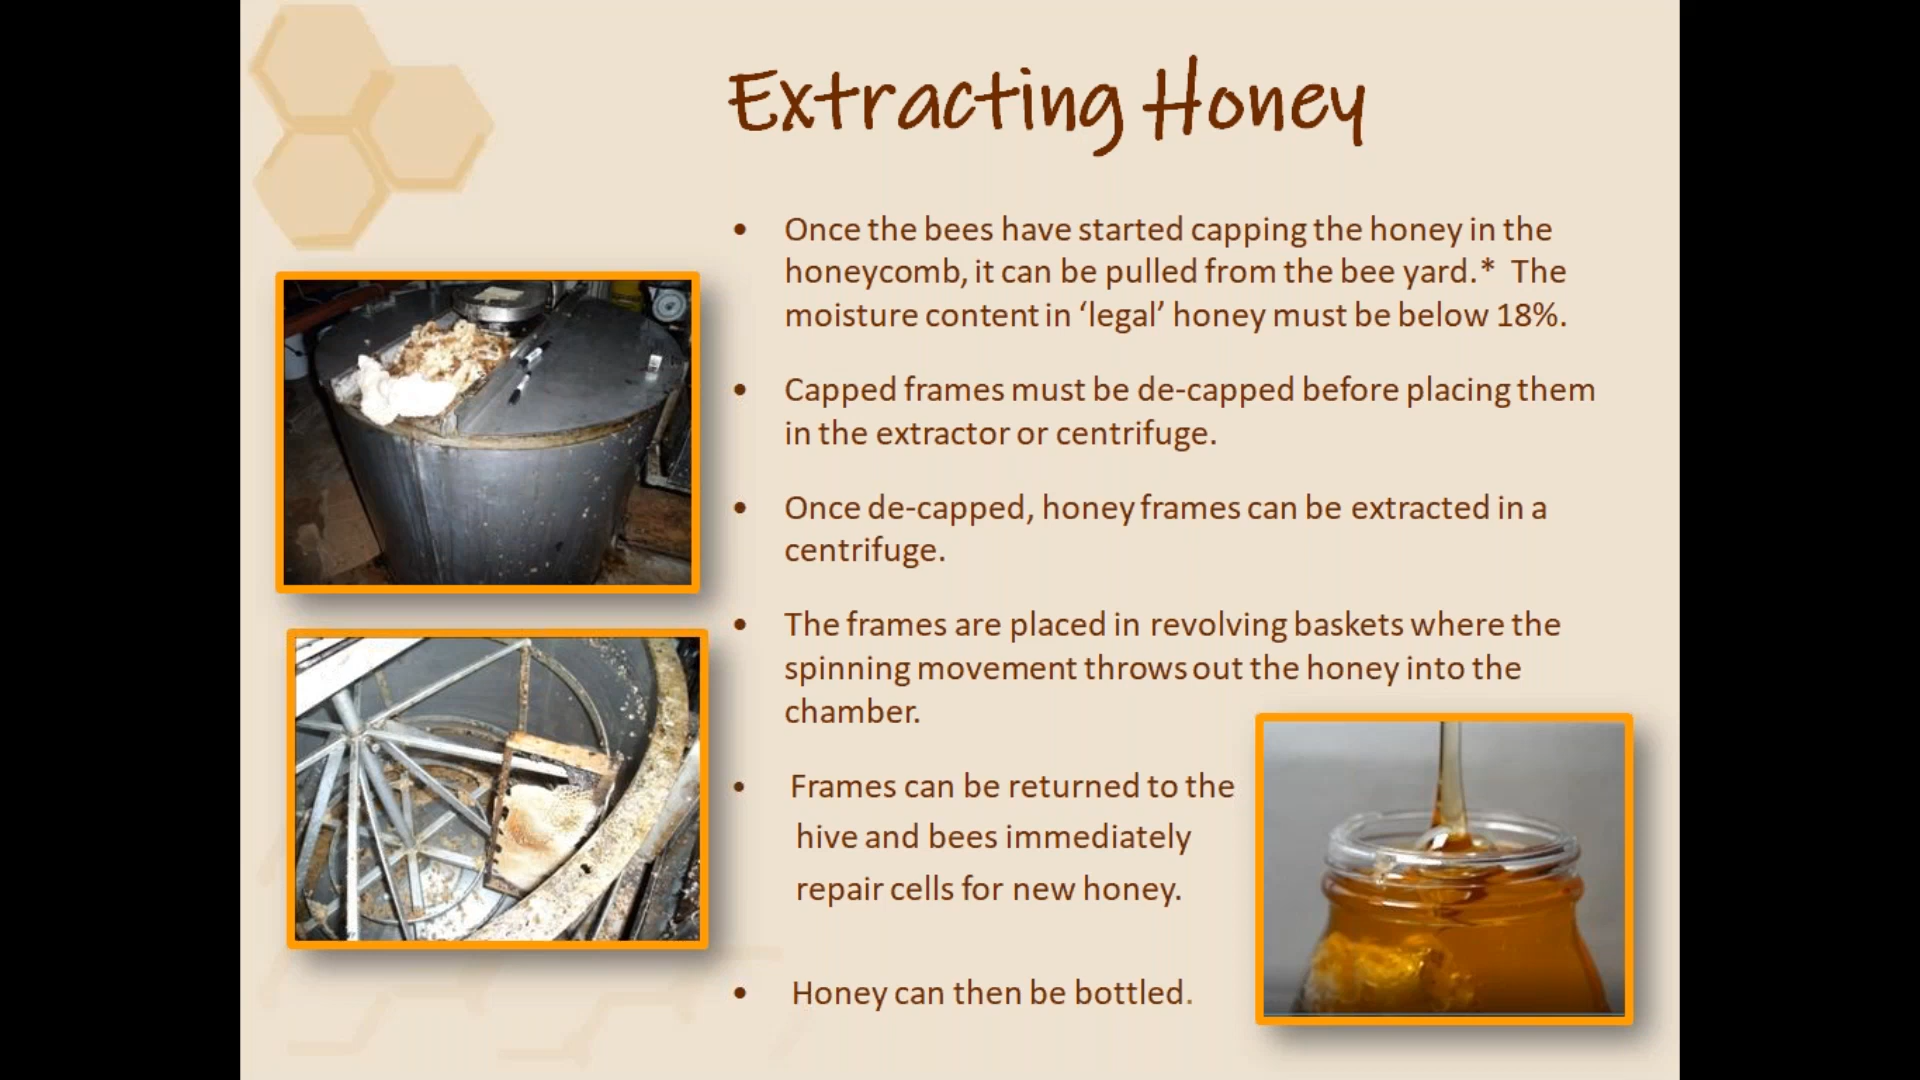 Extracting Honey
• Once the bees have started capping the honey in the
honeycomb, it can be pulled from the bee yard.* The
moisture content in ‘legal’ honey must be below 18%.
• Capped frames must be de-capped before placing them
in the extractor or centrifuge.
• Once de-capped, honey frames can be extracted in a
centrifuge.
• The frames are placed in revolving baskets where the
spinning movement throws out the honey into the
chamber.
• Frames can be returned to the
hive and bees immediately
repair cells for new honey.
• Honey can then be bottled.